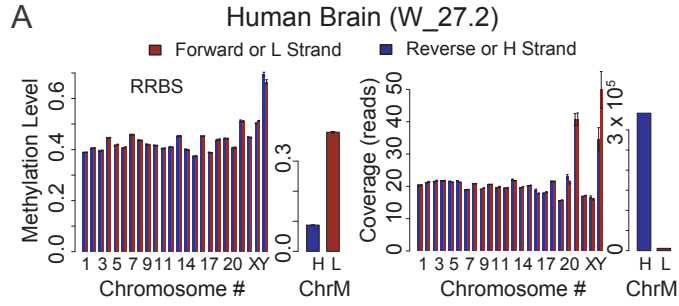 A
Human Brain (W_27.2)
Forward or L Strand
Reverse or H Strand
RRBS
Methylation Level
0.0 0.2 0.4 0.6
1 3 5 7 9 11 14 17 20 XY
Chromosome #
0.0 0.3
H L
ChrM
Coverage (reads)
0 10 20 30 40 50
1 3 5 7 9 11 14 17 20 XY
Chromosome #
0 3 x 10⁵
H L
ChrM